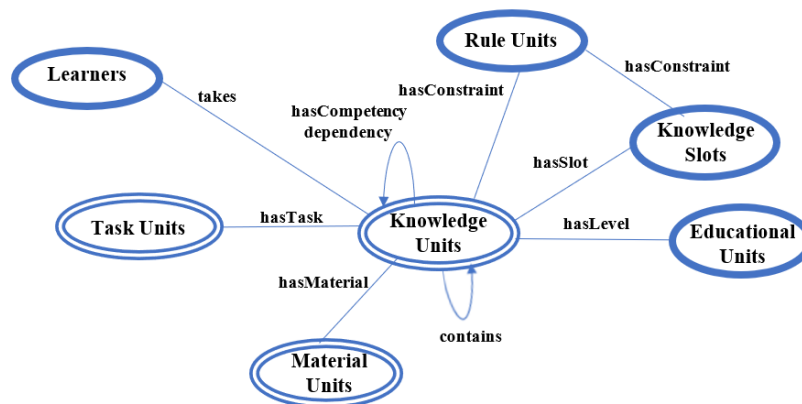 Rule Units
Learners
hasConstraint
hasConstraint
takes
hasCompetency
dependency
Knowledge
Slots
hasSlot
Task Units
hasTask
Knowledge
Units
hasLevel
Educational
Units
hasMaterial
contains
Material
Units